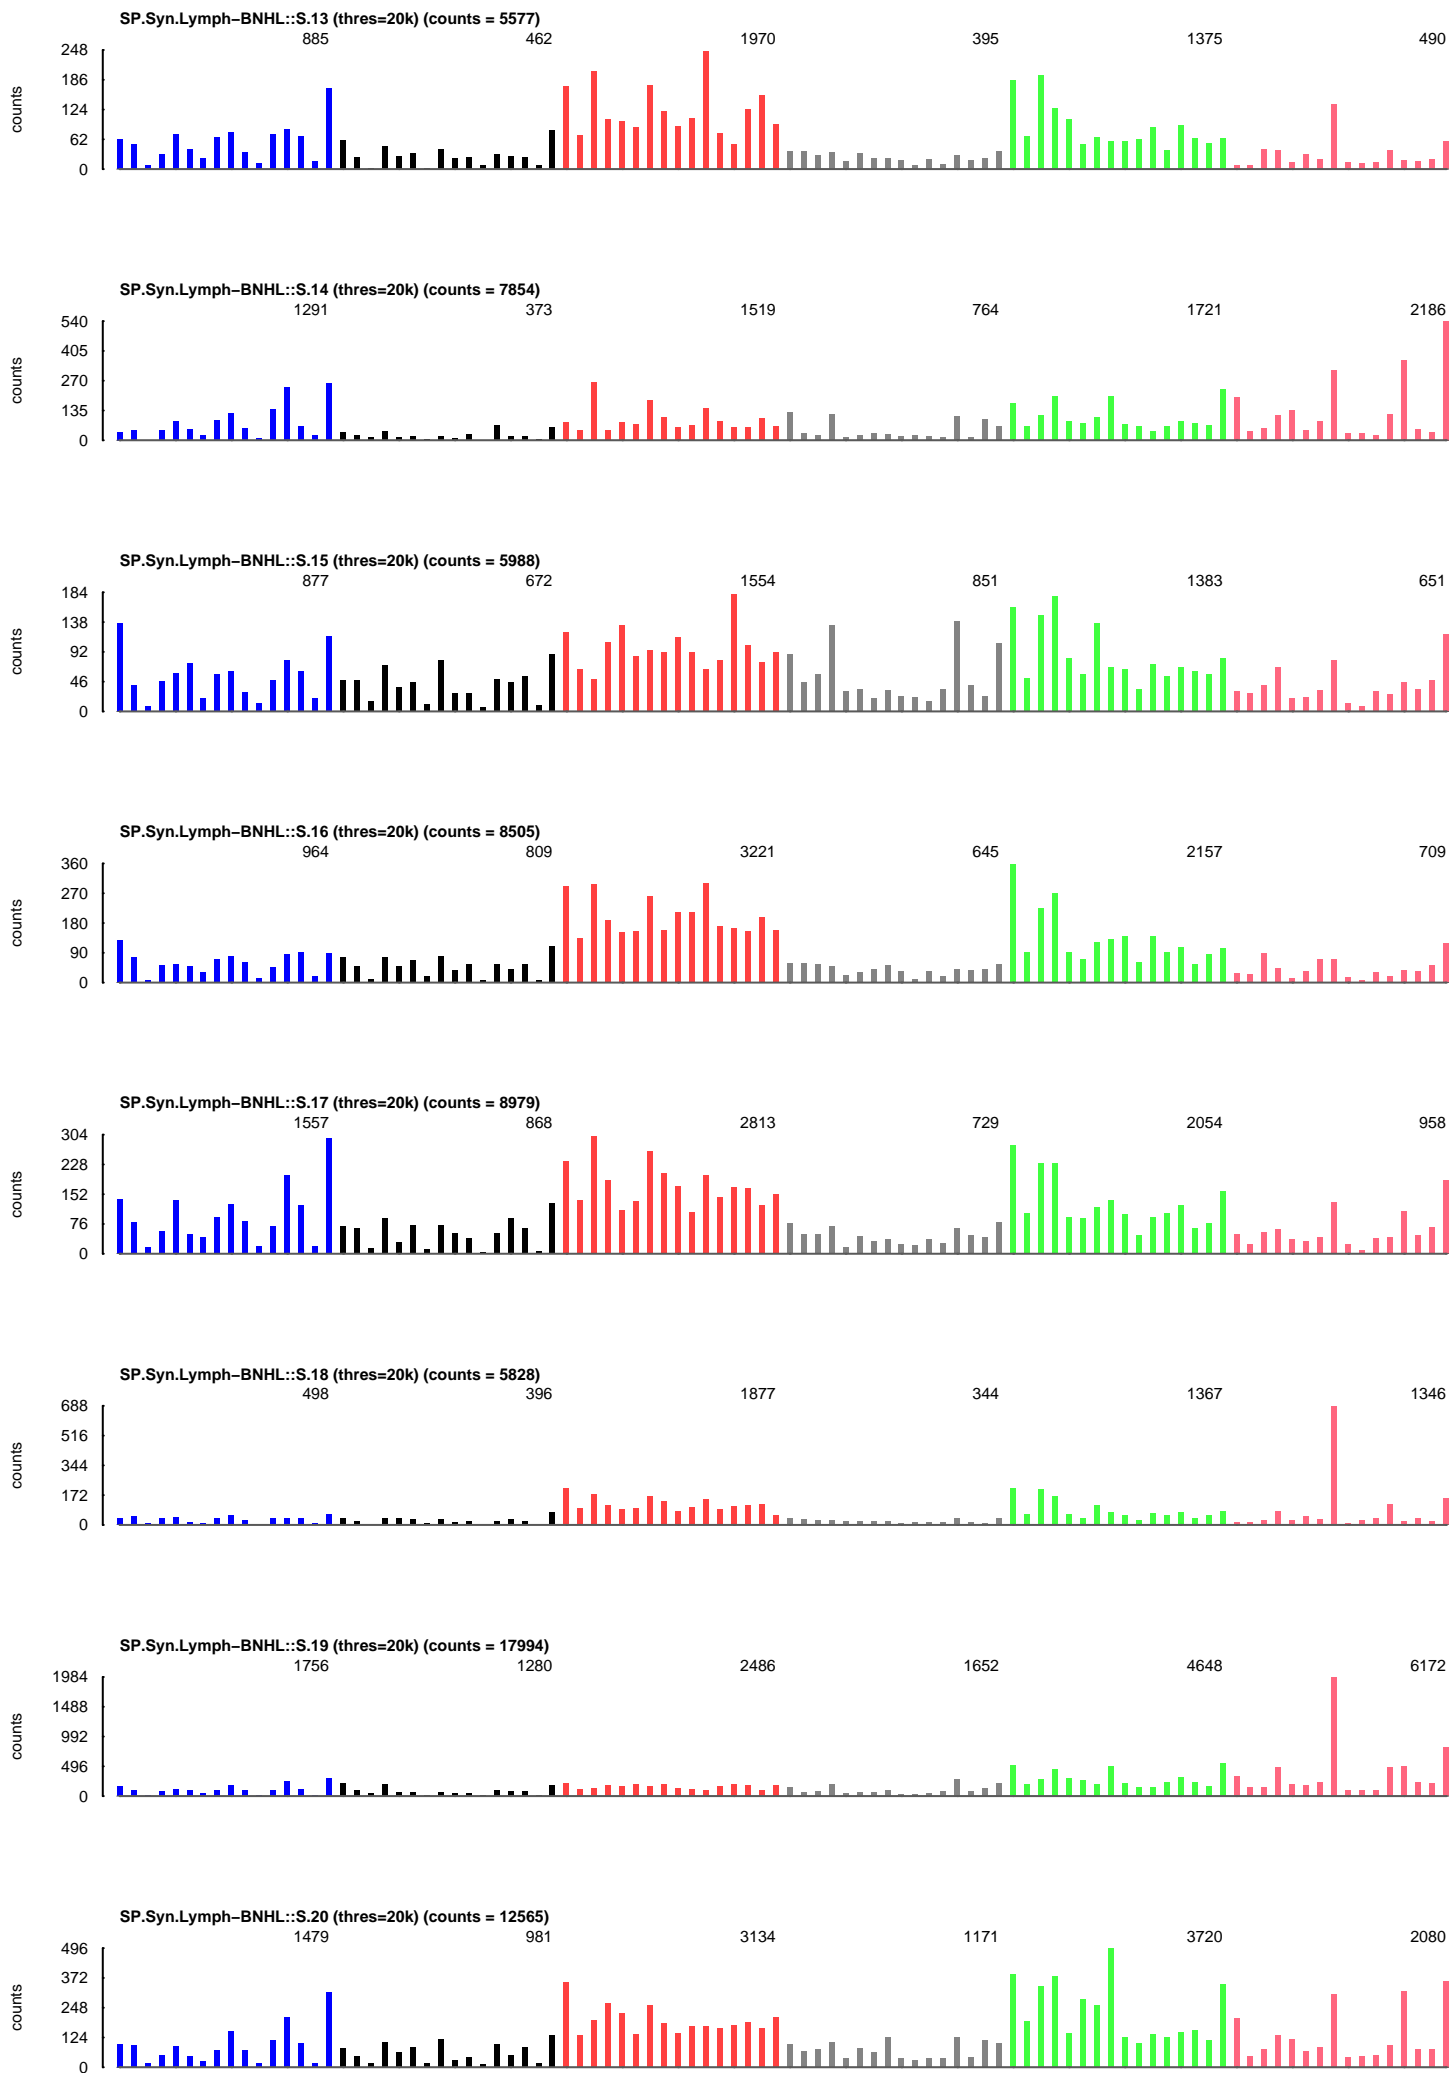 SP.Syn.Lymph−BNHL::S.13 (thres=20k) (counts = 5577)
885 462 1970 395 1375 490
248
186
124
62
0
counts
SP.Syn.Lymph−BNHL::S.14 (thres=20k) (counts = 7854)
1291 373 1519 764 1721 2186
540
405
270
135
0
counts
SP.Syn.Lymph−BNHL::S.15 (thres=20k) (counts = 5988)
877 672 1554 851 1383 651
184
138
92
46
0
counts
SP.Syn.Lymph−BNHL::S.16 (thres=20k) (counts = 8505)
964 809 3221 645 2157 709
360
270
180
90
0
counts
SP.Syn.Lymph−BNHL::S.17 (thres=20k) (counts = 8979)
1557 868 2813 729 2054 958
304
228
152
76
0
counts
SP.Syn.Lymph−BNHL::S.18 (thres=20k) (counts = 5828)
498 396 1877 344 1367 1346
688
516
344
172
0
counts
SP.Syn.Lymph−BNHL::S.19 (thres=20k) (counts = 17994)
1756 1280 2486 1652 4648 6172
1984
1488
992
496
0
counts
SP.Syn.Lymph−BNHL::S.20 (thres=20k) (counts = 12565)
1479 981 3134 1171 3720 2080
496
372
248
124
0
counts